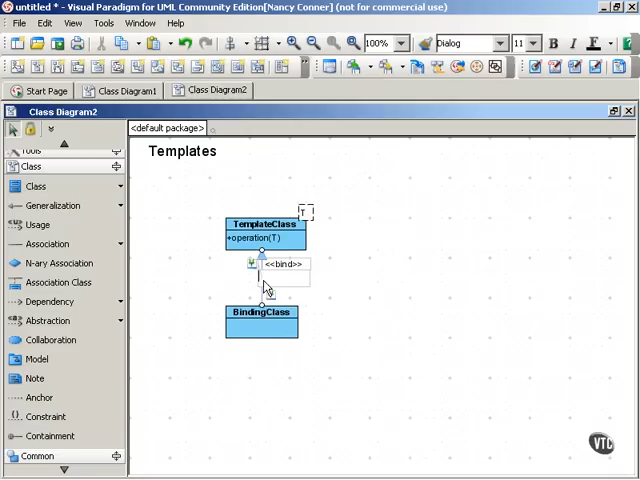 untitled * - Visual Paradigm for UML Community Edition[Nancy Conner] (not for commercial use)
File Edit View Tools Window Help
100% Dialog 11 B I F
Start Page Class Diagram1 Class Diagram2
Class Diagram2
<default package>
Tools
Class
Class
Generalization
Usage
Association
N-ary Association
Association Class
Dependency
Abstraction
Collaboration
Model
Note
Anchor
Constraint
Containment
Common
Templates
T
TemplateClass
+operation(T)
<<bind>>
BindingClass
VTC